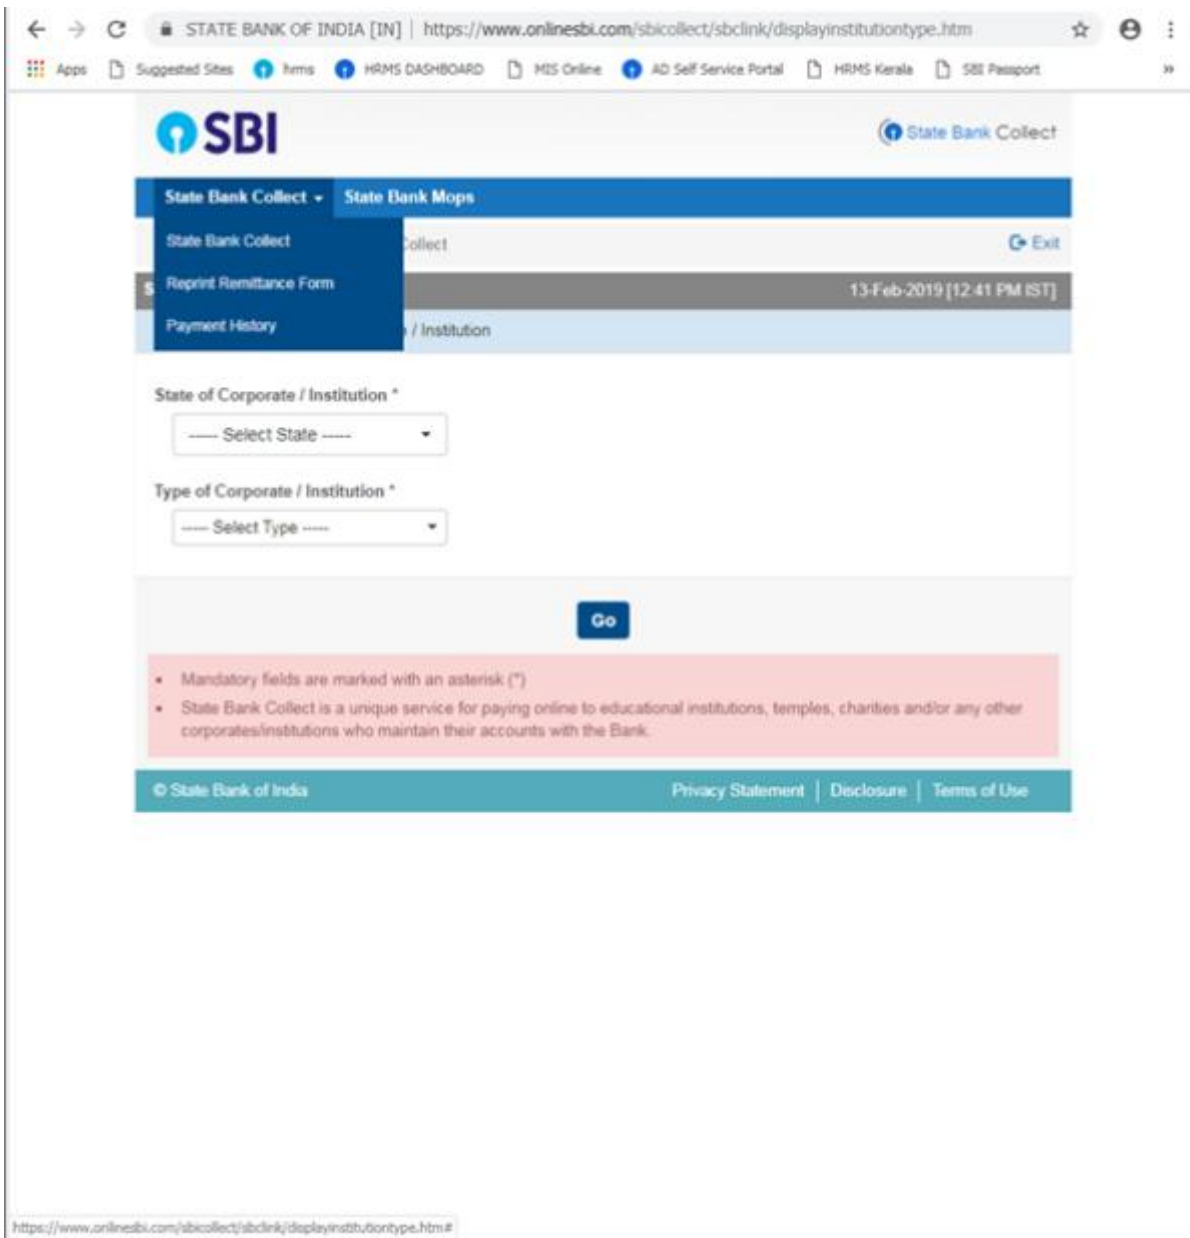 STATE BANK OF INDIA [IN] | https://www.onlinesbi.com/sbicollect/sbclink/displayinstitutiontype.htm
Apps Suggested Sites hrms HRMS DASHBOARD MIS Online AD Self Service Portal HRMS Kerala SBI Passport »
SBI State Bank Collect
State Bank Collect State Bank Mops
State Bank Collect Collect Exit
S Reprint Remittance Form 13-Feb-2019 [12:41 PM IST]
Payment History / Institution
State of Corporate / Institution *
----- Select State -----
Type of Corporate / Institution *
----- Select Type -----
Go
• Mandatory fields are marked with an asterisk (*)
• State Bank Collect is a unique service for paying online to educational institutions, temples, charities and/or any other
corporates/institutions who maintain their accounts with the Bank.
© State Bank of India Privacy Statement | Disclosure | Terms of Use
https://www.onlinesbi.com/sbicollect/sbclink/displayinstitutiontype.htm#